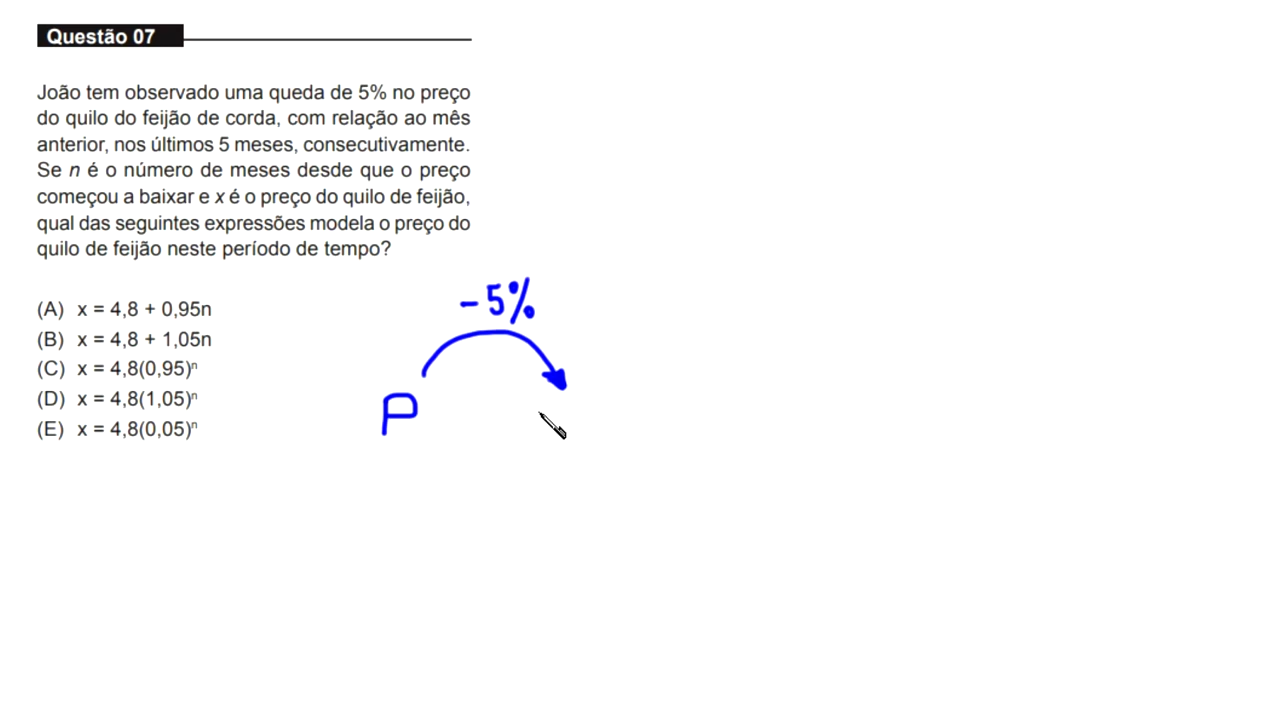 Questão 07
João tem observado uma queda de 5% no preço
do quilo do feijão de corda, com relação ao mês
anterior, nos últimos 5 meses, consecutivamente.
Se n é o número de meses desde que o preço
começou a baixar e x é o preço do quilo de feijão,
qual das seguintes expressões modela o preço do
quilo de feijão neste período de tempo?
(A) x = 4,8 + 0,95n
(B) x = 4,8 + 1,05n
(C) x = 4,8(0,95)ⁿ
(D) x = 4,8(1,05)ⁿ
(E) x = 4,8(0,05)ⁿ
-5%
P